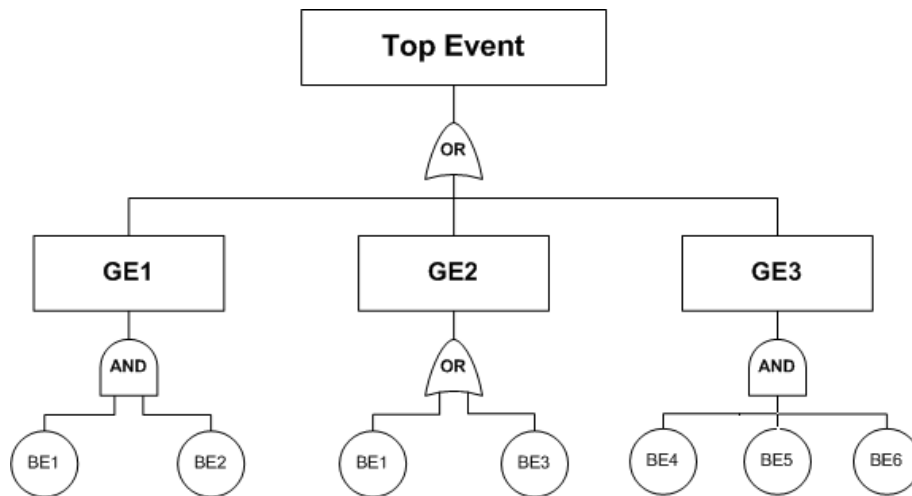 Top Event
OR
GE1
GE2
GE3
AND
OR
AND
BE1
BE2
BE1
BE3
BE4
BE5
BE6